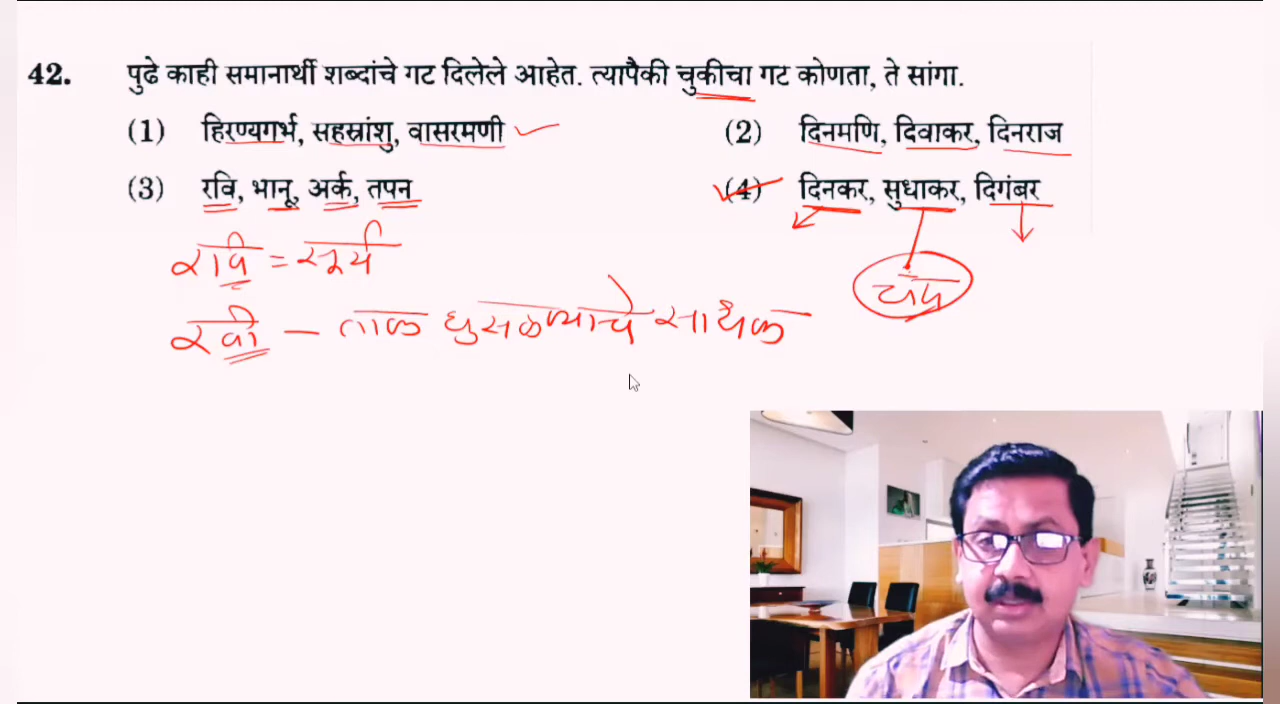 42. पुढे काही समानार्थी शब्दांचे गट दिलेले आहेत. त्यापैकी चुकीचा गट कोणता, ते सांगा.
(1) हिरण्यगर्भ, सहस्रांशु, वासरमणी (2) दिनमणि, दिवाकर, दिनराज
(3) रवि, भानू, अर्क, तपन (4) दिनकर, सुधाकर, दिगंबर
रवि = सूर्य
चंद्र
रवी – ताक घुसळण्याचे साधन